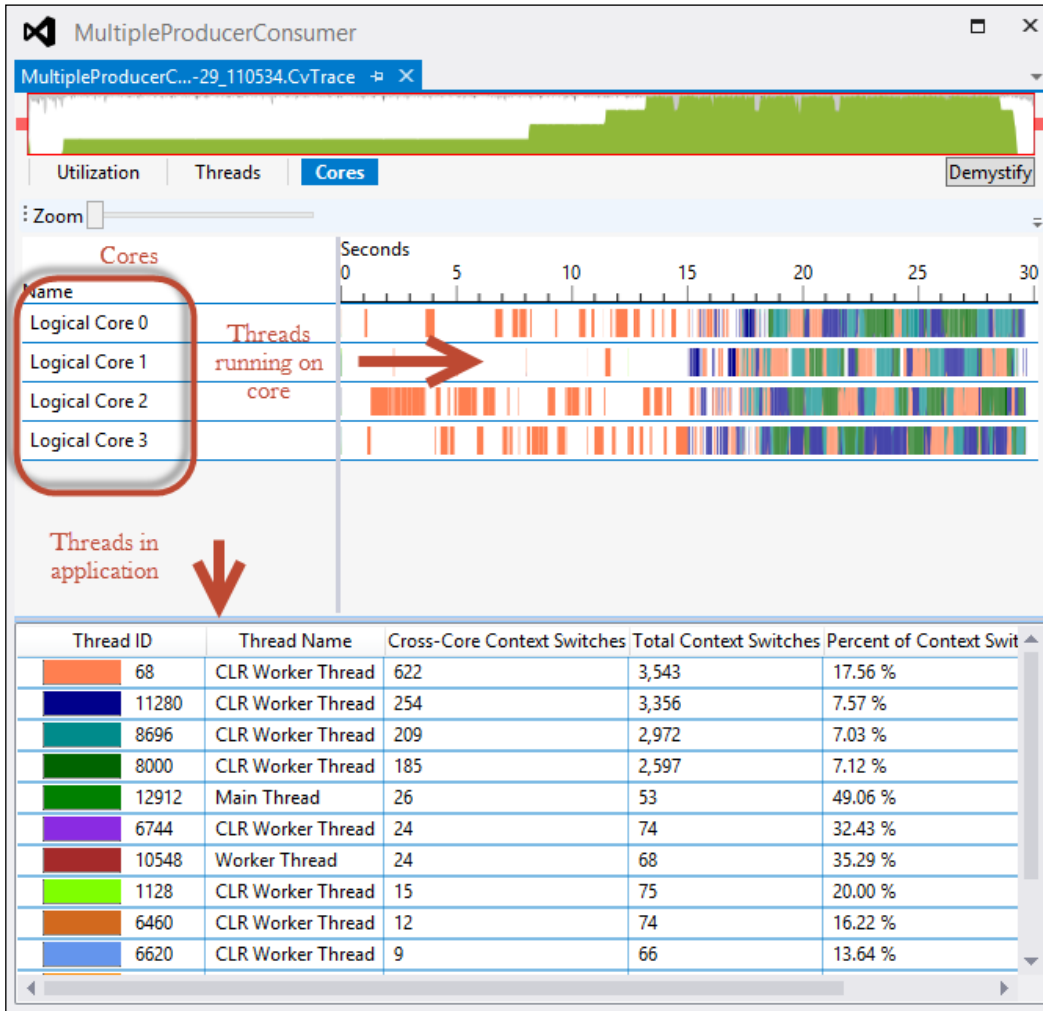 MultipleProducerConsumer
MultipleProducerC...-29_110534.CvTrace
Utilization Threads Cores Demystify
Zoom
Cores
Seconds
0 5 10 15 20 25 30
Name
Logical Core 0
Threads
running on
core
Logical Core 1
Logical Core 2
Logical Core 3
Threads in
application
Thread ID Thread Name Cross-Core Context Switches Total Context Switches Percent of Context Swit
68 CLR Worker Thread 622 3,543 17.56 %
11280 CLR Worker Thread 254 3,356 7.57 %
8696 CLR Worker Thread 209 2,972 7.03 %
8000 CLR Worker Thread 185 2,597 7.12 %
12912 Main Thread 26 53 49.06 %
6744 CLR Worker Thread 24 74 32.43 %
10548 Worker Thread 24 68 35.29 %
1128 CLR Worker Thread 15 75 20.00 %
6460 CLR Worker Thread 12 74 16.22 %
6620 CLR Worker Thread 9 66 13.64 %